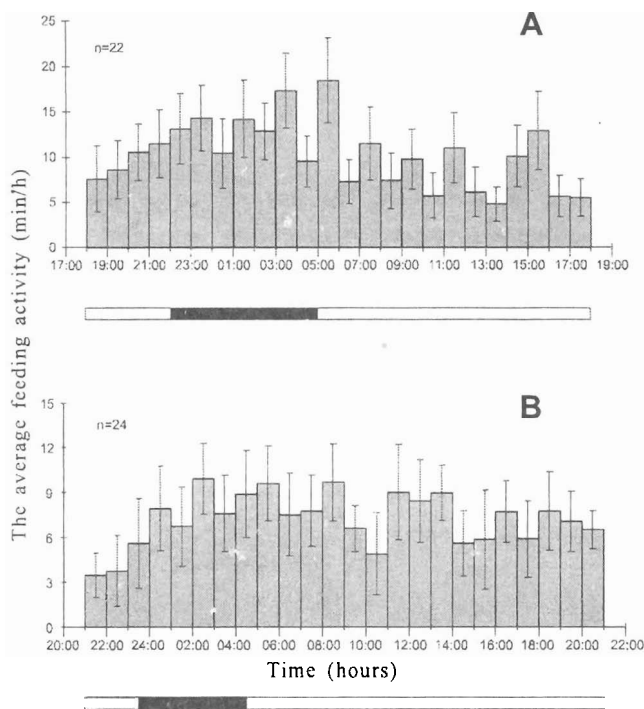 A
n=22
25
20
15
10
5
0
17:00 19:00 21:00 23:00 01:00 03:00 05:00 07:00 09:00 11:00 13:00 15:00 17:00 19:00
The average feeding activity (min/h)
B
n=24
15
12
9
6
3
0
20:00 22:00 24:00 02:00 04:00 06:00 08:00 10:00 12:00 14:00 16:00 18:00 20:00 22:00
Time (hours)